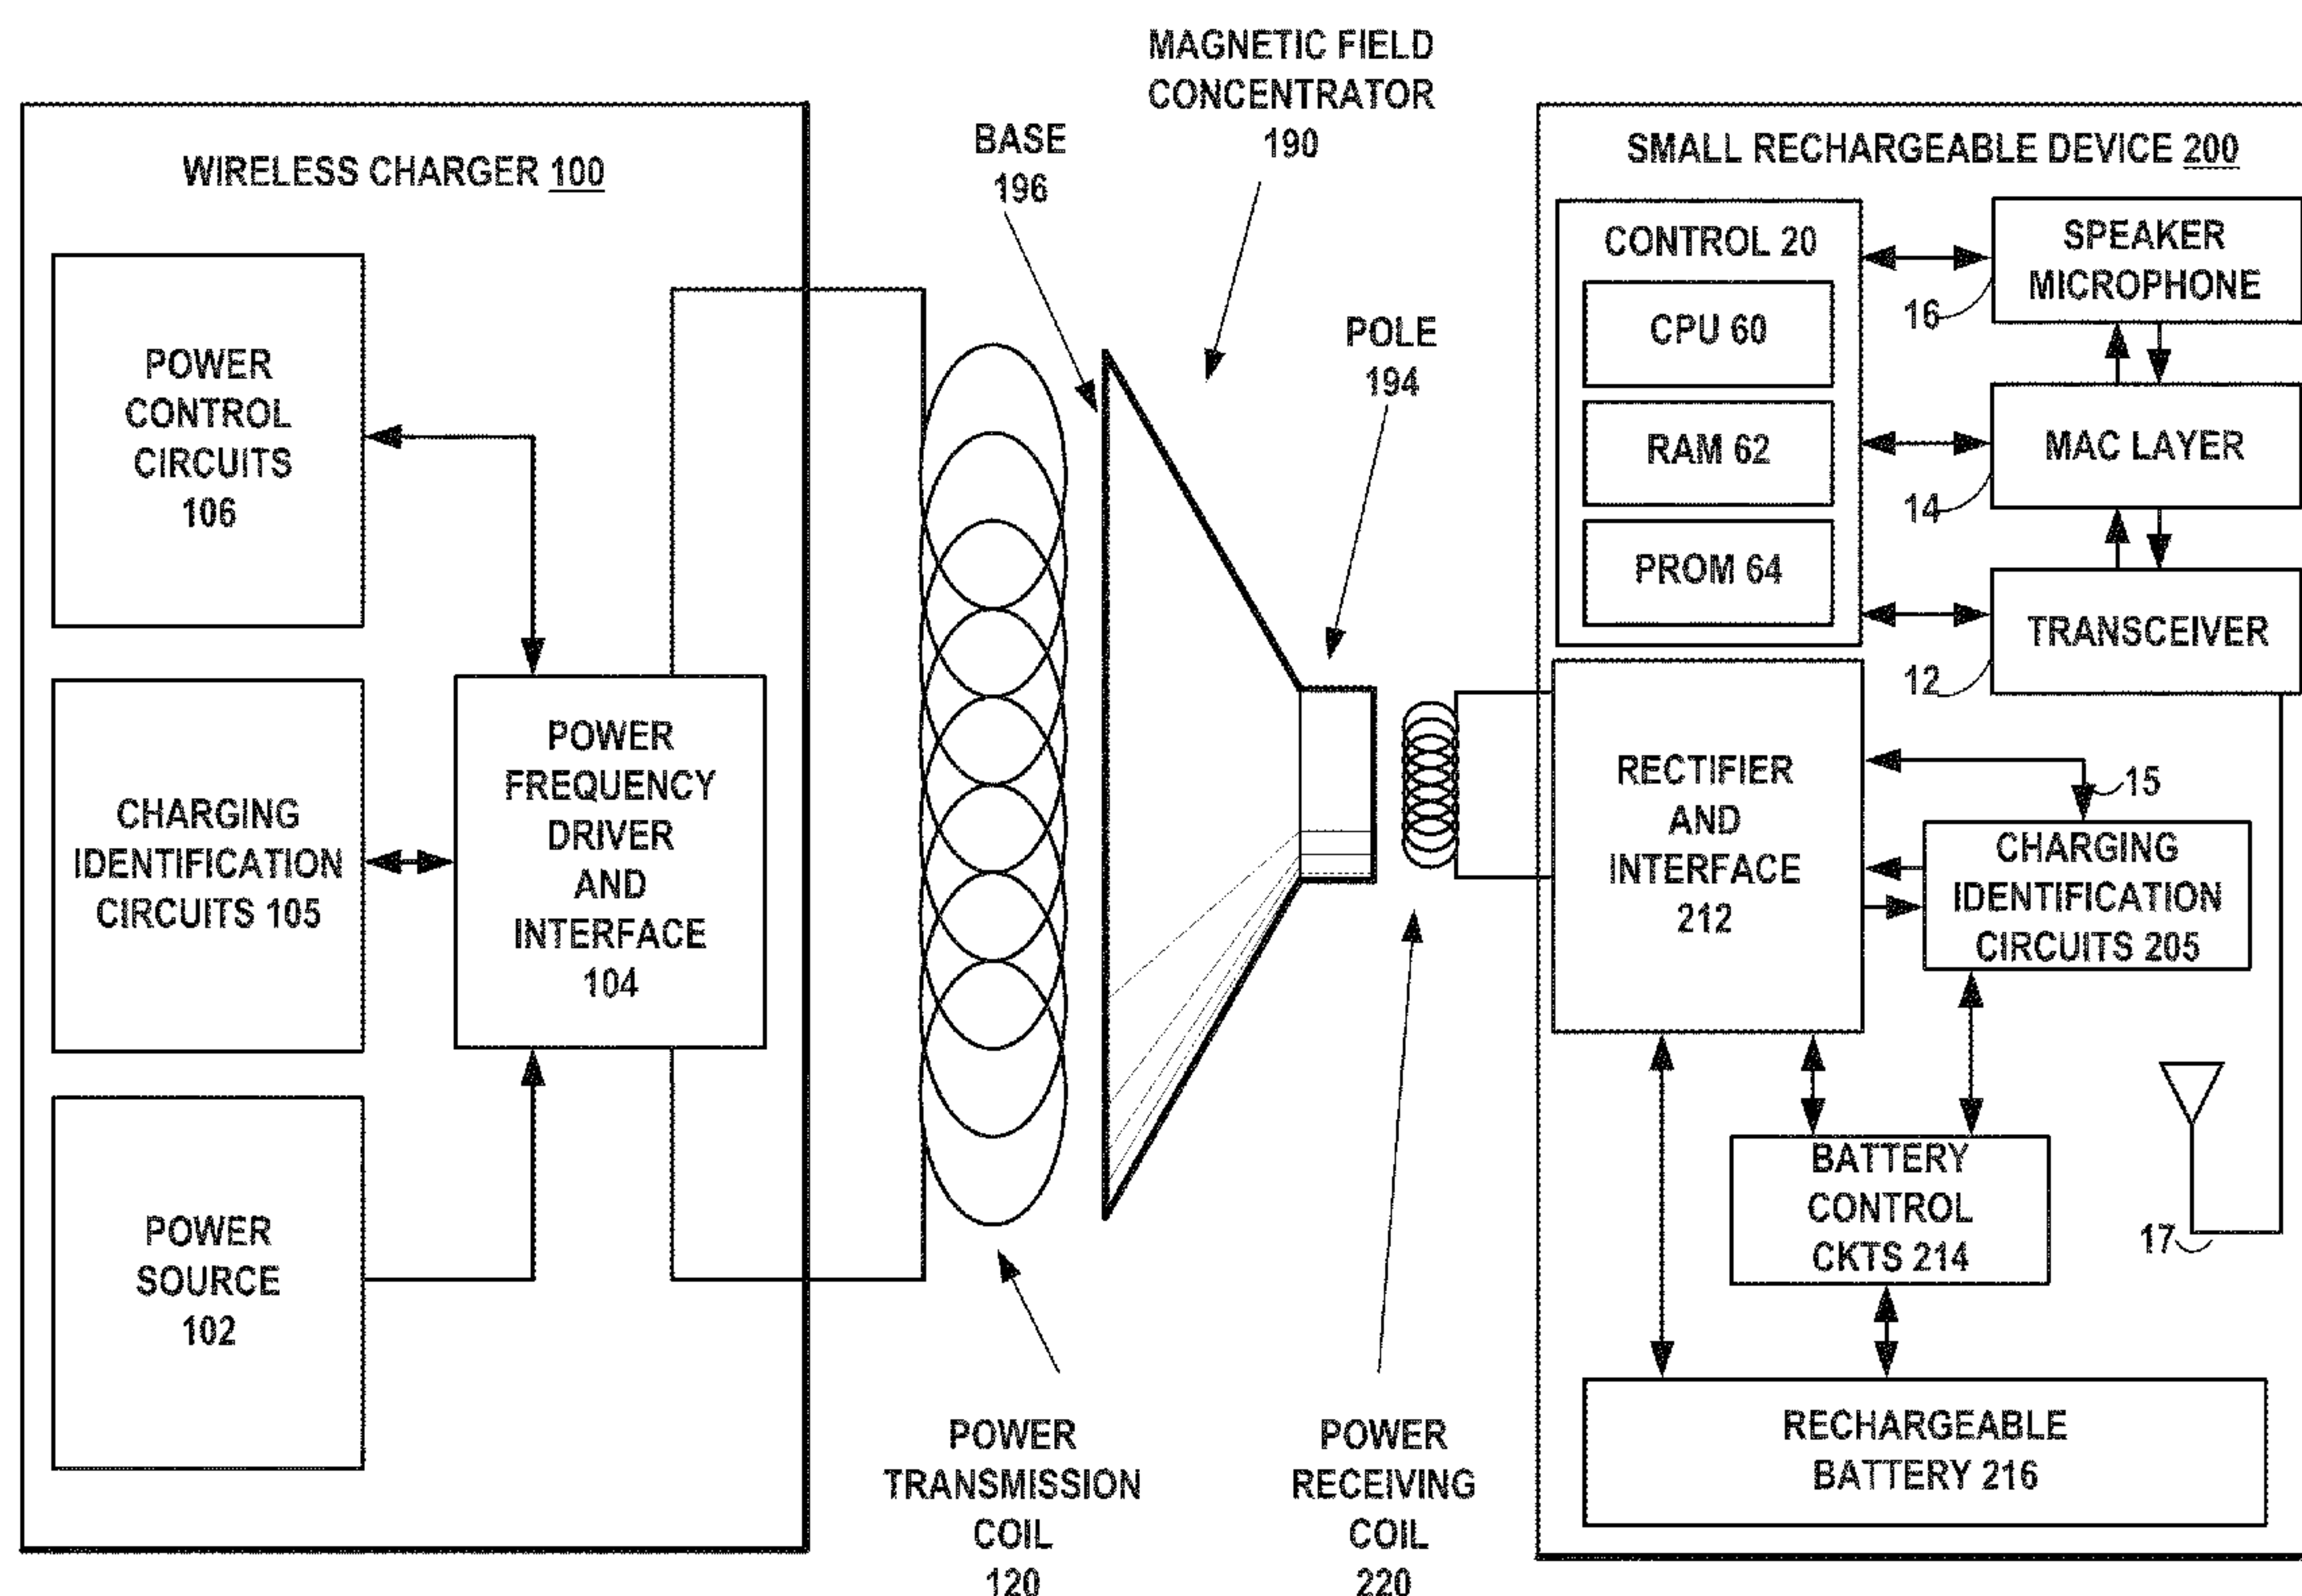 WIRELESS CHARGER 100
POWER
CONTROL
CIRCUITS
106
CHARGING
IDENTIFICATION
CIRCUITS 105
POWER
SOURCE
102
POWER
FREQUENCY
DRIVER
AND
INTERFACE
104
BASE
196
MAGNETIC FIELD
CONCENTRATOR
190
POLE
194
POWER
TRANSMISSION
COIL
120
POWER
RECEIVING
COIL
220
SMALL RECHARGEABLE DEVICE 200
CONTROL 20
CPU 60
RAM 62
PROM 64
SPEAKER
MICROPHONE
16
MAC LAYER
14
TRANSCEIVER
12
RECTIFIER
AND
INTERFACE
212
15
CHARGING
IDENTIFICATION
CIRCUITS 205
BATTERY
CONTROL
CKTS 214
17
RECHARGEABLE
BATTERY 216